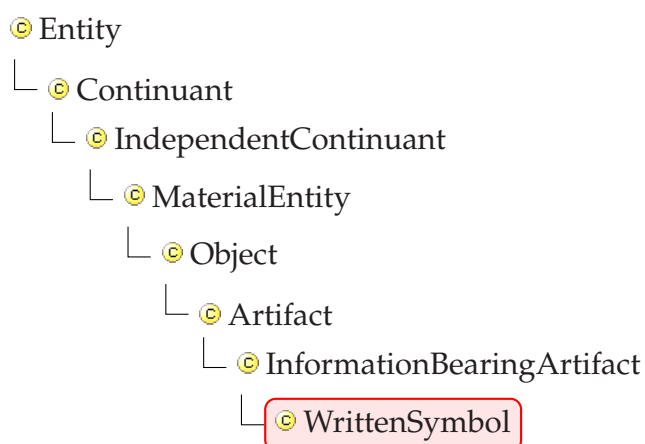 Entity
Continuant
IndependentContinuant
MaterialEntity
Object
Artifact
InformationBearingArtifact
WrittenSymbol